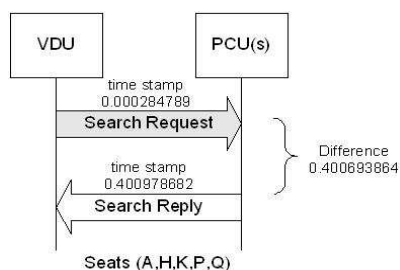 VDU
PCU(s)
time stamp
0.000284789
Search Request
time stamp
0.400978682
Search Reply
Difference
0.400693864
Seats (A,H,K,P,Q)